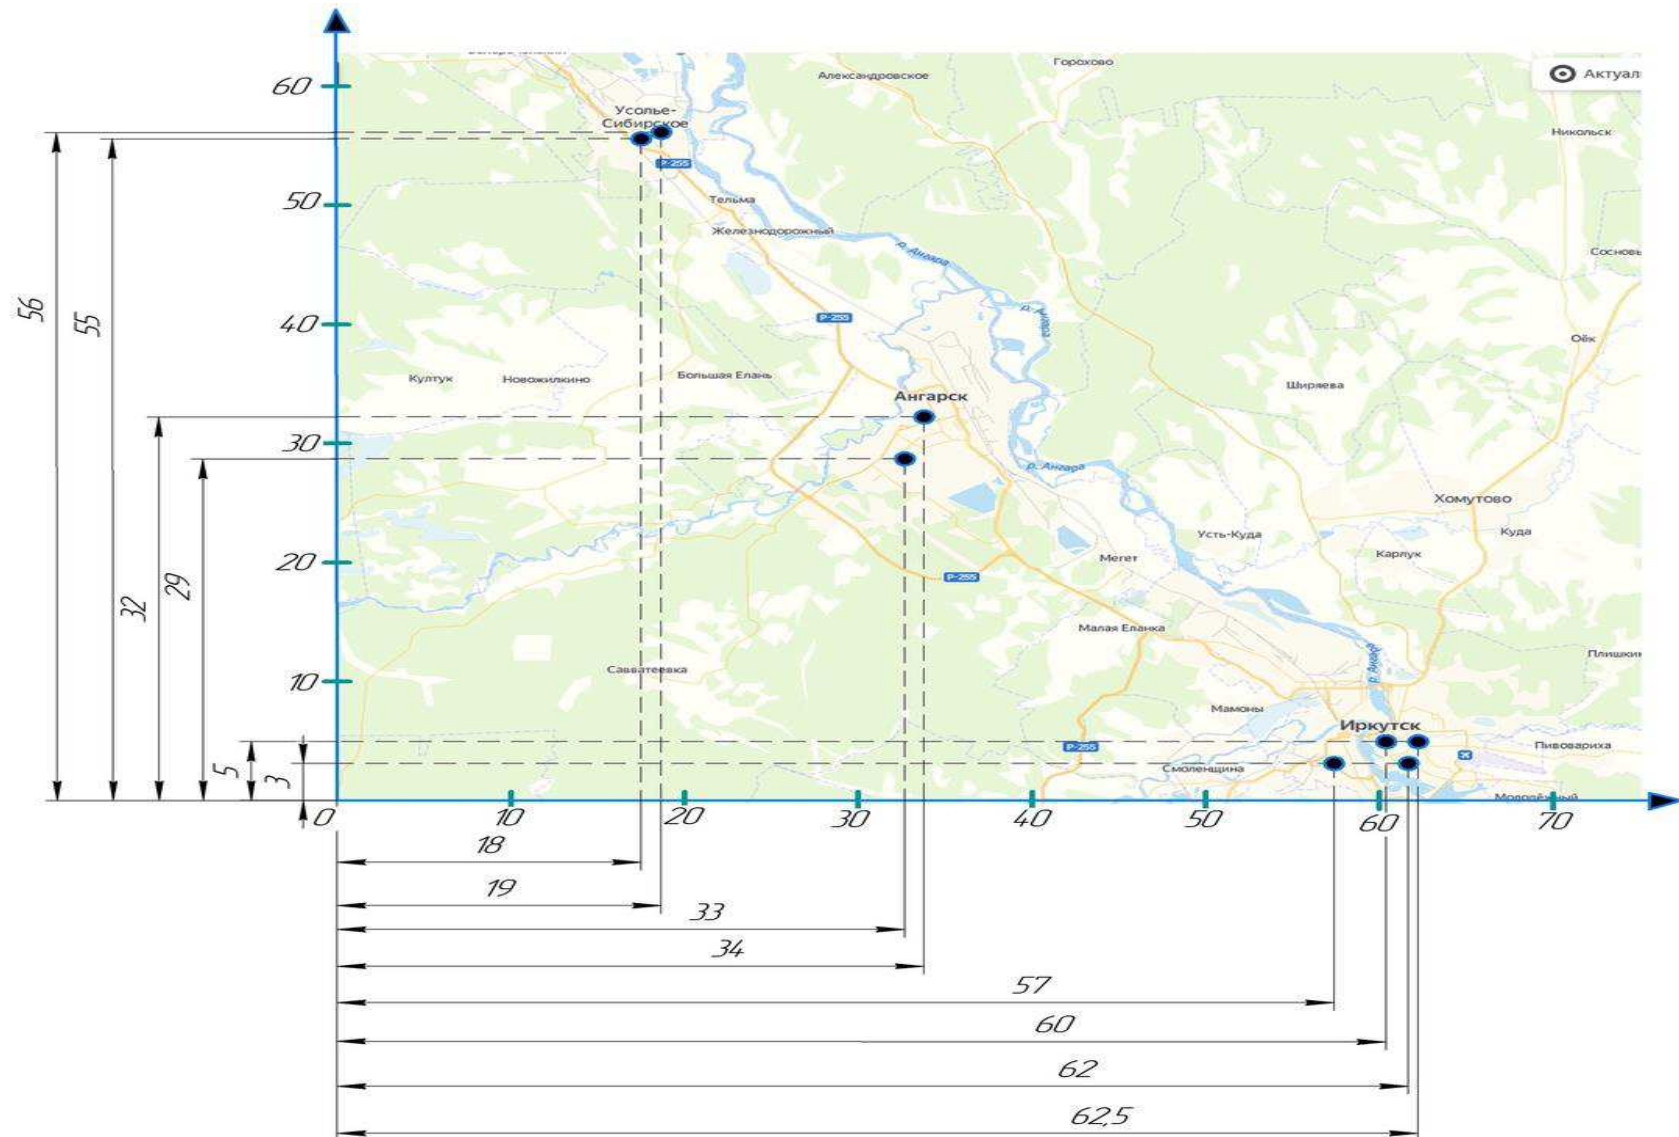 Александровское
Горохово
Актуал
60
Усолье-
Сибирское
Никольск
Р-255
50
Тельма
Железнодорожный
р. Ангара
Сосновь
56
55
40
Р-255
Оёк
Култук
Новожилкино
Большая Елань
Ширяева
Ангарск
30
р. Ангара
Хомутово
Усть-Куда
Куда
Карлук
Мегет
20
Р-255
32
29
Малая Еланка
Савватеевка
р. Ангара
Плишкин
10
Мамоны
Иркутск
Р-255
Пивовариха
Смоленщина
5
3
Молодёжный
0
10
20
30
40
50
60
70
18
19
33
34
57
60
62
62,5